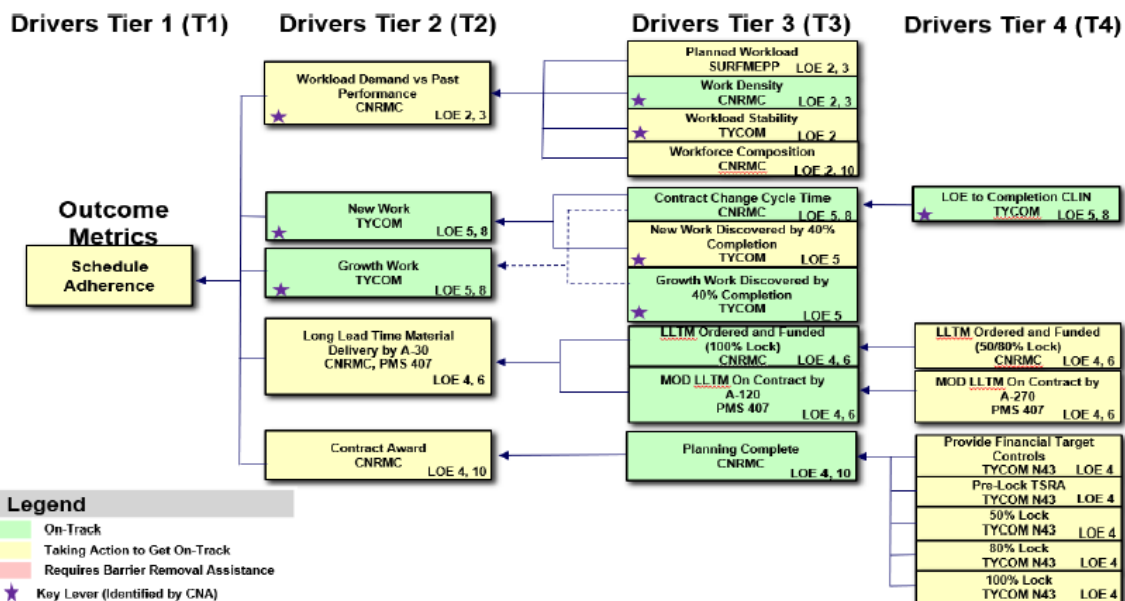 Drivers Tier 1 (T1)
Drivers Tier 2 (T2)
Drivers Tier 3 (T3)
Drivers Tier 4 (T4)
Outcome
Metrics
Schedule
Adherence
Workload Demand vs Past
Performance
CNRMC
LOE 2, 3
New Work
TYCOM
LOE 5, 8
Growth Work
TYCOM
LOE 5, 8
Long Lead Time Material
Delivery by A-30
CNRMC, PMS 407
LOE 4, 6
Contract Award
CNRMC
LOE 4, 10
Planned Workload
SURFMEPP LOE 2, 3
Work Density
CNRMC LOE 2, 3
Workload Stability
TYCOM LOE 2
Workforce Composition
CNRMC LOE 2, 10
Contract Change Cycle Time
CNRMC LOE 5, 8
New Work Discovered by 40%
Completion
TYCOM LOE 5
Growth Work Discovered by
40% Completion
TYCOM
LOE 5
LLTM Ordered and Funded
(100% Lock)
CNRMC LOE 4, 6
MOD LLTM On Contract by
A-120
PMS 407
LOE 4, 6
Planning Complete
CNRMC
LOE 4, 10
LOE to Completion CLIN
TYCOM LOE 5, 8
LLTM Ordered and Funded
(50/80% Lock)
CNRMC LOE 4, 6
MOD LLTM On Contract by
A-270
PMS 407 LOE 4, 6
Provide Financial Target
Controls
TYCOM N43 LOE 4
Pre-Lock TSRA
TYCOM N43 LOE 4
50% Lock
TYCOM N43 LOE 4
80% Lock
TYCOM N43 LOE 4
100% Lock
TYCOM N43 LOE 4
Legend
On-Track
Taking Action to Get On-Track
Requires Barrier Removal Assistance
Key Lever (Identified by CNA)